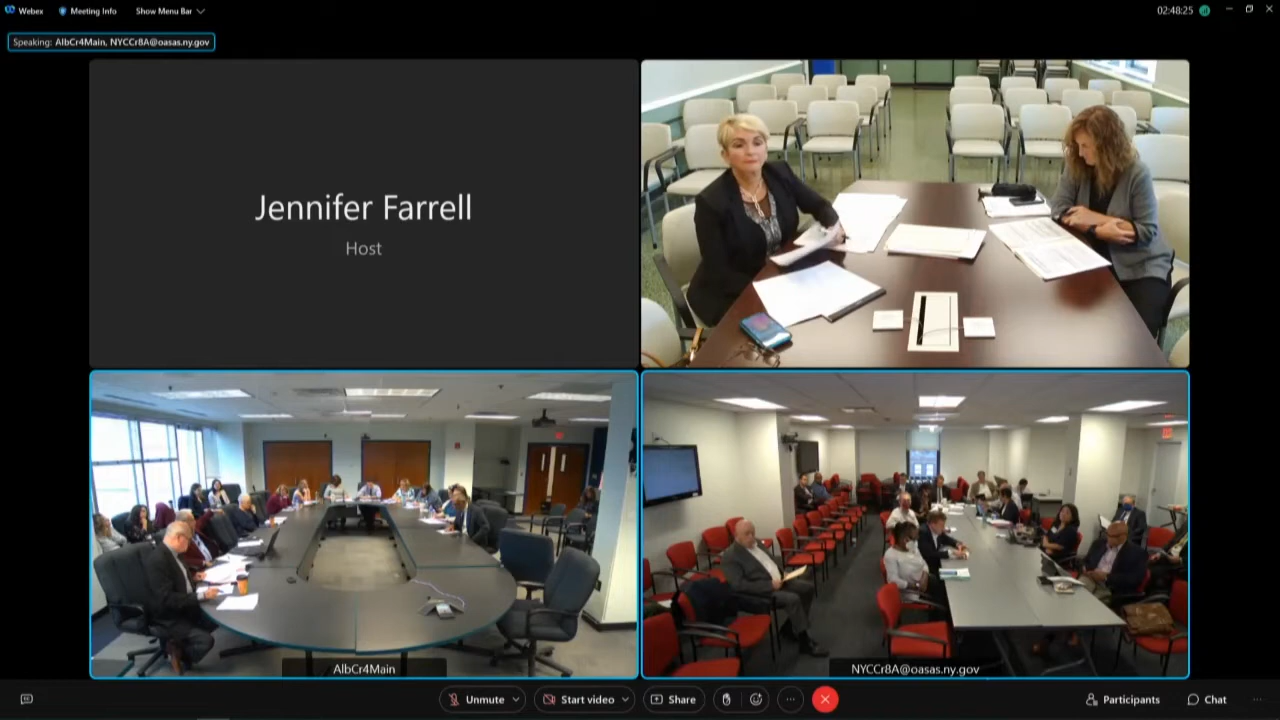 Webex Meeting Info Show Menu Bar
02:48:25
Speaking: AlbCr4Main, NYCCr8A@oasas.ny.gov
Jennifer Farrell
Host
AlbCr4Main
NYCCr8A@oasas.ny.gov
Unmute
Start video
Share
Participants
Chat